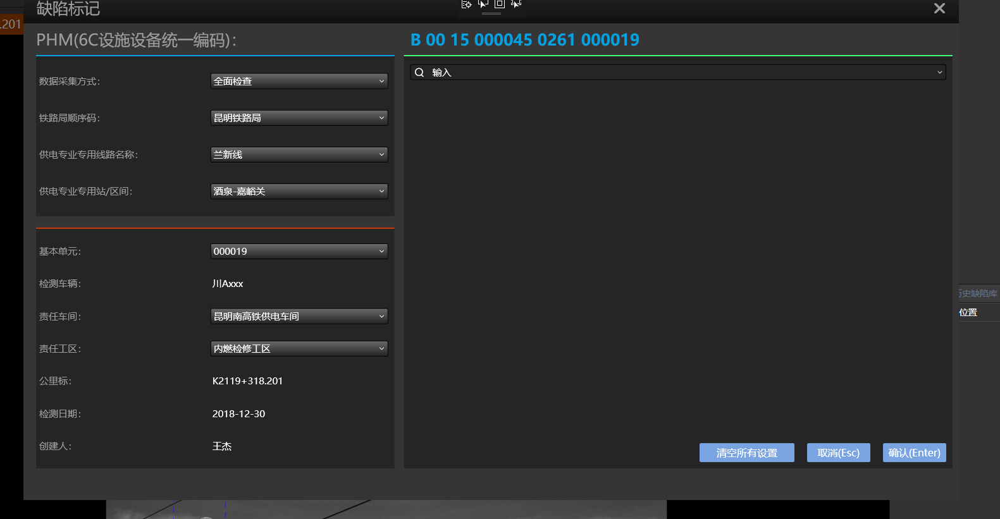 缺陷标记
.201
PHM(6C设施设备统一编码):
B 00 15 000045 0261 000019
数据采集方式:
全面检查
铁路局顺序码:
昆明铁路局
供电专业专用线路名称:
兰新线
供电专业专用站/区间:
酒泉-嘉峪关
输入
基本单元:
000019
检测车辆:
川Axxx
责任车间:
昆明南高铁供电车间
责任工区:
内燃检修工区
公里标:
K2119+318.201
检测日期:
2018-12-30
创建人:
王杰
清空所有设置
取消(Esc)
确认(Enter)
历史缺陷库
位置